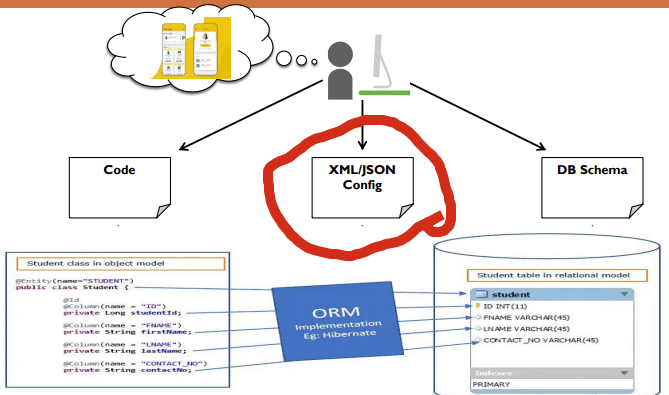 Code
XML/JSON
Config
DB Schema
Student class in object model
@Entity(name="STUDENT")
public class Student {
@Id
@Column(name = "ID")
private Long studentId;
@Column(name = "FNAME")
private String firstName;
@Column(name = "LNAME")
private String lastName;
@Column(name = "CONTACT_NO")
private String contactNo;
ORM
Implementation
Eg: Hibernate
Student table in relational model
student
ID INT(11)
FNAME VARCHAR(45)
LNAME VARCHAR(45)
CONTACT_NO VARCHAR(45)
Indexes
PRIMARY